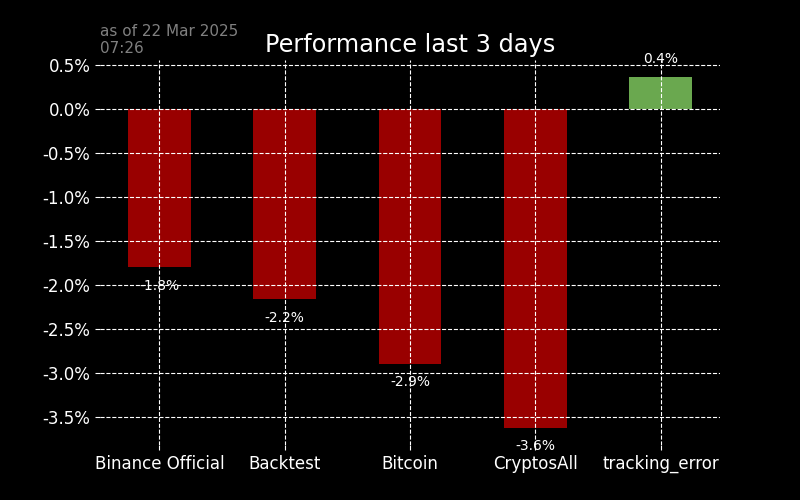 as of 22 Mar 2025
07:26
Performance last 3 days
0.5%
0.0%
-0.5%
-1.0%
-1.5%
-2.0%
-2.5%
-3.0%
-3.5%
-1.8%
-2.2%
-2.9%
-3.6%
0.4%
Binance Official
Backtest
Bitcoin
CryptosAll
tracking_error